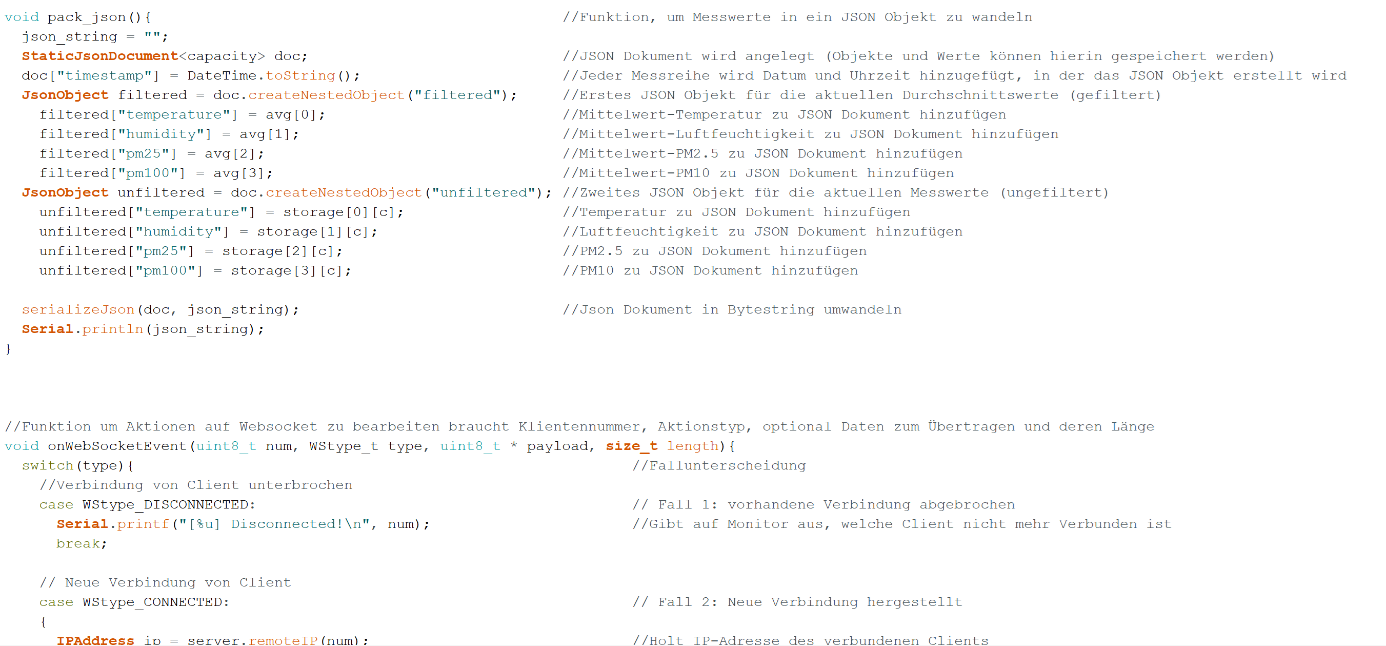 void pack_json(){ //Funktion, um Messwerte in ein JSON Objekt zu wandeln
json_string = "";
StaticJsonDocument<capacity> doc; //JSON Dokument wird angelegt (Objekte und Werte können hierin gespeichert werden)
doc["timestamp"] = DateTime.toString(); //Jeder Messreihe wird Datum und Uhrzeit hinzugefügt, in der das JSON Objekt erstellt wird
JsonObject filtered = doc.createNestedObject("filtered"); //Erstes JSON Objekt für die aktuellen Durchschnittswerte (gefiltert)
filtered["temperature"] = avg[0]; //Mittelwert-Temperatur zu JSON Dokument hinzufügen
filtered["humidity"] = avg[1]; //Mittelwert-Luftfeuchtigkeit zu JSON Dokument hinzufügen
filtered["pm25"] = avg[2]; //Mittelwert-PM2.5 zu JSON Dokument hinzufügen
filtered["pm100"] = avg[3]; //Mittelwert-PM10 zu JSON Dokument hinzufügen
JsonObject unfiltered = doc.createNestedObject("unfiltered"); //Zweites JSON Objekt für die aktuellen Messwerte (ungefiltert)
unfiltered["temperature"] = storage[0][c]; //Temperatur zu JSON Dokument hinzufügen
unfiltered["humidity"] = storage[1][c]; //Luftfeuchtigkeit zu JSON Dokument hinzufügen
unfiltered["pm25"] = storage[2][c]; //PM2.5 zu JSON Dokument hinzufügen
unfiltered["pm100"] = storage[3][c]; //PM10 zu JSON Dokument hinzufügen
serializeJson(doc, json_string); //Json Dokument in Bytestring umwandeln
Serial.println(json_string);
}
//Funktion um Aktionen auf Websocket zu bearbeiten braucht Klientennummer, Aktionstyp, optional Daten zum Übertragen und deren Länge
void onWebSocketEvent(uint8_t num, WStype_t type, uint8_t * payload, size_t length){
switch(type){ //Fallunterscheidung
//Verbindung von Client unterbrochen
case WStype_DISCONNECTED: // Fall 1: vorhandene Verbindung abgebrochen
Serial.printf("[%u] Disconnected!\n", num); //Gibt auf Monitor aus, welche Client nicht mehr Verbunden ist
break;
// Neue Verbindung von Client
case WStype_CONNECTED: // Fall 2: Neue Verbindung hergestellt
{
IPAddress ip = server.remoteIP(num); //Holt IP-Adresse des verbundenen Clients